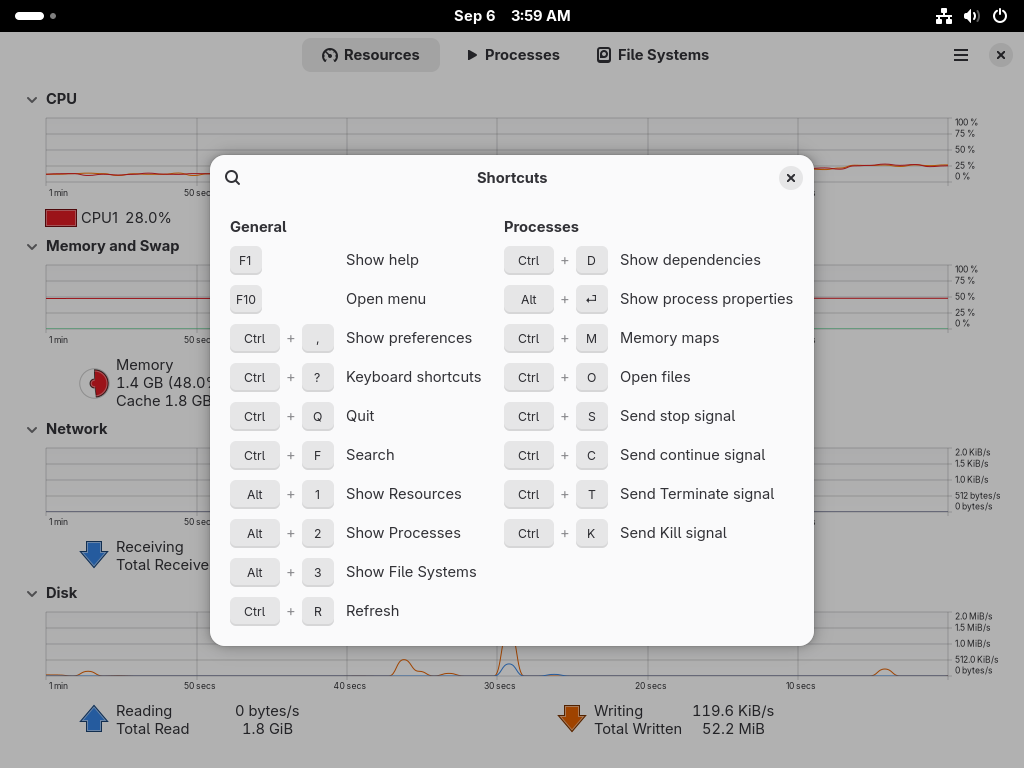 Sep 6 3:59 AM
Resources Processes File Systems
CPU
100 %
75 %
50 %
25 %
0 %
1 min 50 secs
CPU1 28.0%
Memory and Swap
100 %
75 %
50 %
25 %
0 %
1 min 50 secs
Memory
1.4 GB (48.0%
Cache 1.8 GB
Network
2.0 KiB/s
1.5 KiB/s
1.0 KiB/s
512 bytes/s
0 bytes/s
1 min 50 secs
Receiving
Total Receive
Shortcuts
General
F1 Show help
F10 Open menu
Ctrl + , Show preferences
Ctrl + ? Keyboard shortcuts
Ctrl + Q Quit
Ctrl + F Search
Alt + 1 Show Resources
Alt + 2 Show Processes
Alt + 3 Show File Systems
Ctrl + R Refresh
Processes
Ctrl + D Show dependencies
Alt + ⏎ Show process properties
Ctrl + M Memory maps
Ctrl + O Open files
Ctrl + S Send stop signal
Ctrl + C Send continue signal
Ctrl + T Send Terminate signal
Ctrl + K Send Kill signal
Disk
2.0 MiB/s
1.5 MiB/s
1.0 MiB/s
512.0 KiB/s
0 bytes/s
1 min 50 secs 40 secs 30 secs 20 secs 10 secs
Reading 0 bytes/s
Total Read 1.8 GiB
Writing 119.6 KiB/s
Total Written 52.2 MiB